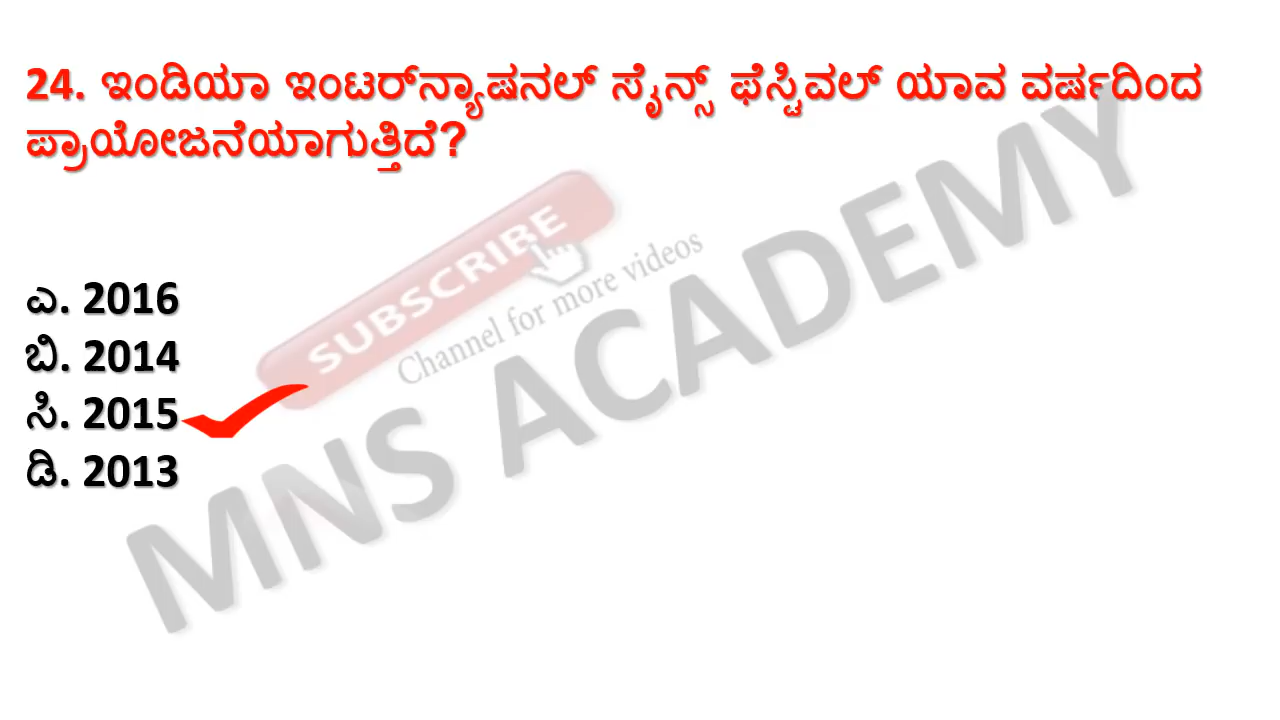 24. ಇಂಡಿಯಾ ಇಂಟರ್‌ನ್ಯಾಷನಲ್ ಸೈನ್ಸ್ ಫೆಸ್ಟಿವಲ್ ಯಾವ ವರ್ಷದಿಂದ
ಪ್ರಾಯೋಜನೆಯಾಗುತ್ತಿದೆ?
SUBSCRIBE
Channel for more videos
MNS ACADEMY
ಎ. 2016
ಬಿ. 2014
ಸಿ. 2015
ಡಿ. 2013